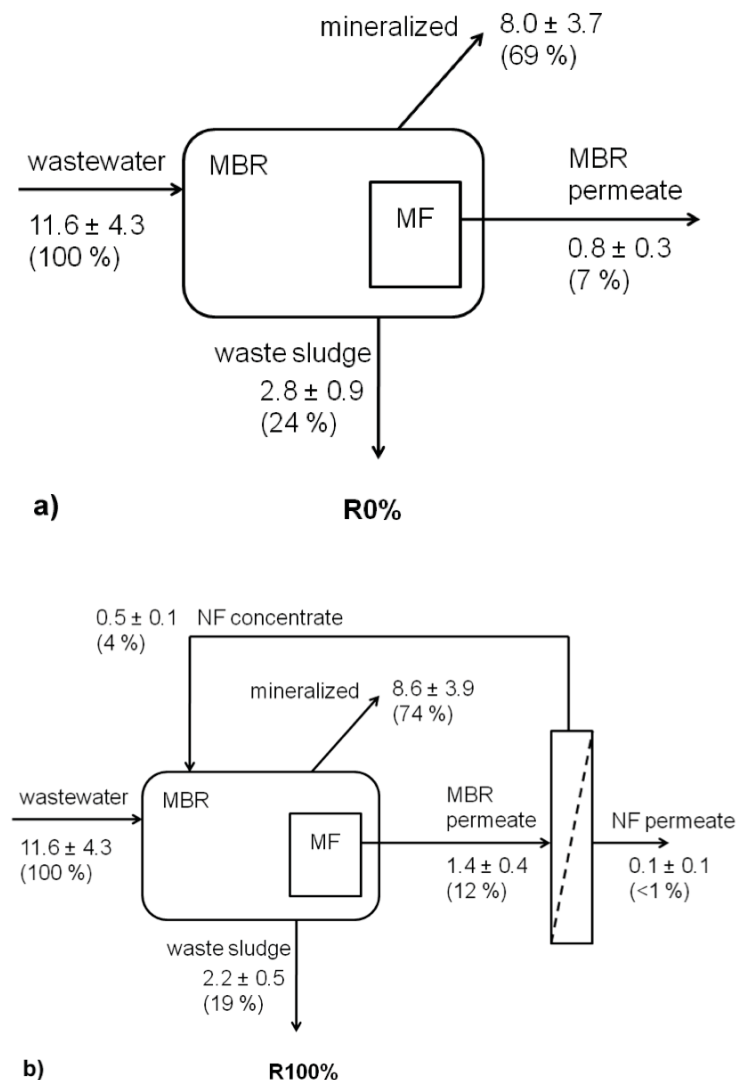 mineralized
8.0 ± 3.7
(69 %)
wastewater
11.6 ± 4.3
(100 %)
MBR
MF
MBR
permeate
0.8 ± 0.3
(7 %)
waste sludge
2.8 ± 0.9
(24 %)
a)
R0%
0.5 ± 0.1 NF concentrate
(4 %)
mineralized
8.6 ± 3.9
(74 %)
wastewater
11.6 ± 4.3
(100 %)
MBR
MF
MBR
permeate
1.4 ± 0.4
(12 %)
NF permeate
0.1 ± 0.1
(<1 %)
waste sludge
2.2 ± 0.5
(19 %)
b)
R100%